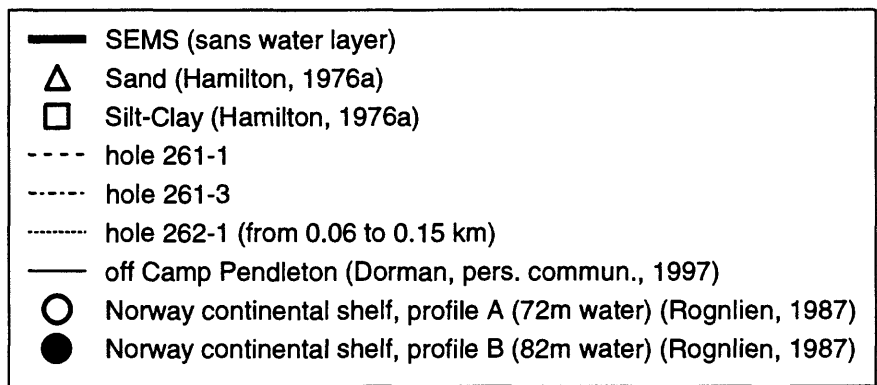 SEMS (sans water layer)
Sand (Hamilton, 1976a)
Silt-Clay (Hamilton, 1976a)
hole 261-1
hole 261-3
hole 262-1 (from 0.06 to 0.15 km)
off Camp Pendleton (Dorman, pers. commun., 1997)
Norway continental shelf, profile A (72m water) (Rognlien, 1987)
Norway continental shelf, profile B (82m water) (Rognlien, 1987)